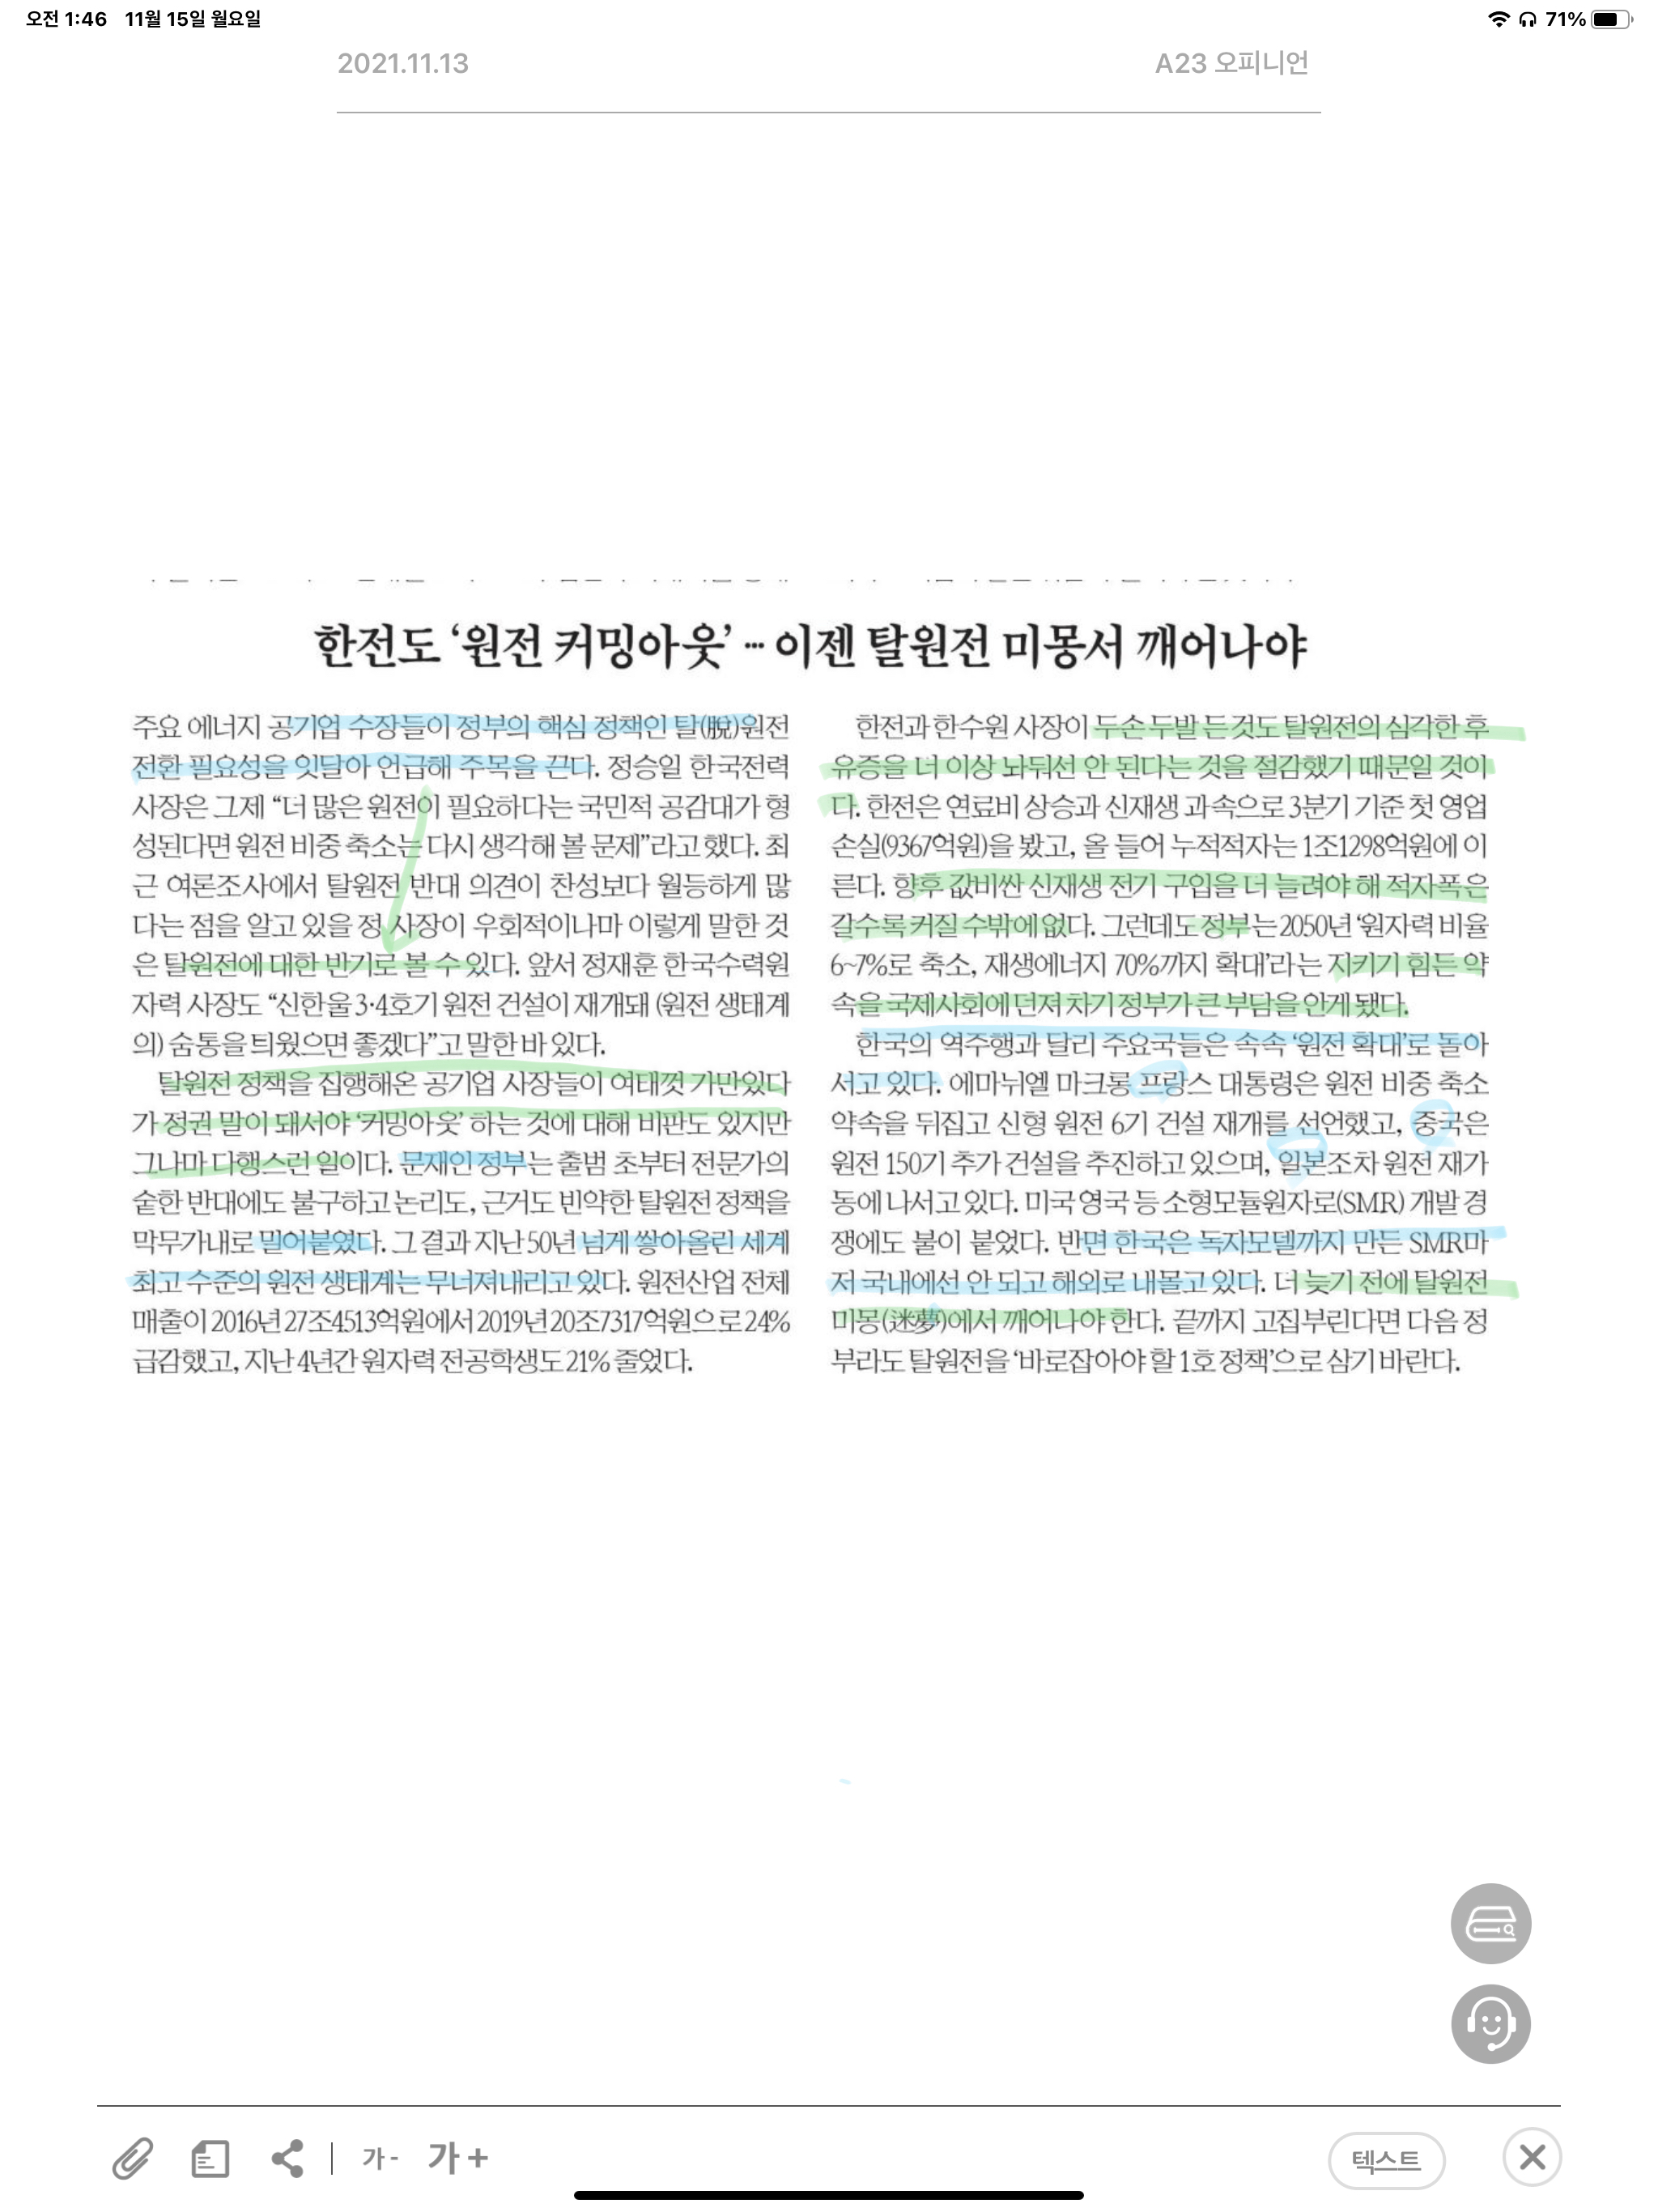 오전 1:46 11월 15일 월요일
71%
2021.11.13
A23 오피니언
한전도 ‘원전 커밍아웃’ … 이젠 탈원전 미몽서 깨어나야
주요 에너지 공기업 수장들이 정부의 핵심 정책인 탈(脫)원전
전환 필요성을 잇달아 언급해 주목을 끈다. 정승일 한국전력
사장은 그제 “더 많은 원전이 필요하다는 국민적 공감대가 형
성된다면 원전 비중 축소는 다시 생각해 볼 문제”라고 했다. 최
근 여론조사에서 탈원전 반대 의견이 찬성보다 월등하게 많
다는 점을 알고 있을 정 사장이 우회적이나마 이렇게 말한 것
은 탈원전에 대한 반기로 볼 수 있다. 앞서 정재훈 한국수력원
자력 사장도 “신한울 3·4호기 원전 건설이 재개돼 (원전 생태계
의) 숨통을 틔웠으면 좋겠다”고 말한 바 있다.
탈원전 정책을 집행해온 공기업 사장들이 여태껏 가만있다
가 정권 말이 돼서야 ‘커밍아웃’ 하는 것에 대해 비판도 있지만
그나마 다행스런 일이다. 문재인 정부는 출범 초부터 전문가의
숱한 반대에도 불구하고 논리도, 근거도 빈약한 탈원전 정책을
막무가내로 밀어붙였다. 그 결과 지난 50년 넘게 쌓아올린 세계
최고 수준의 원전 생태계는 무너져내리고 있다. 원전산업 전체
매출이 2016년 27조4513억원에서 2019년 20조7317억원으로 24%
급감했고, 지난 4년간 원자력 전공학생도 21% 줄었다.
한전과 한수원 사장이 두손 두발 든 것도 탈원전의 심각한 후
유증을 더 이상 놔둬선 안 된다는 것을 절감했기 때문일 것이
다. 한전은 연료비 상승과 신재생 과속으로 3분기 기준 첫 영업
손실(9367억원)을 봤고, 올 들어 누적적자는 1조1298억원에 이
른다. 향후 값비싼 신재생 전기 구입을 더 늘려야 해 적자폭은
갈수록 커질 수밖에 없다. 그런데도 정부는 2050년 ‘원자력 비율
6~7%로 축소, 재생에너지 70%까지 확대’라는 지키기 힘든 약
속을 국제사회에 던져 차기 정부가 큰 부담을 안게 됐다.
한국의 역주행과 달리 주요국들은 속속 ‘원전 확대’로 돌아
서고 있다. 에마뉘엘 마크롱 프랑스 대통령은 원전 비중 축소
약속을 뒤집고 신형 원전 6기 건설 재개를 선언했고, 중국은
원전 150기 추가 건설을 추진하고 있으며, 일본조차 원전 재가
동에 나서고 있다. 미국 영국 등 소형모듈원자로(SMR) 개발 경
쟁에도 불이 붙었다. 반면 한국은 독자모델까지 만든 SMR마
저 국내에선 안 되고 해외로 내몰고 있다. 더 늦기 전에 탈원전
미몽(迷夢)에서 깨어나야 한다. 끝까지 고집부린다면 다음 정
부라도 탈원전을 ‘바로잡아야 할 1호 정책’으로 삼기 바란다.
가 -
가 +
텍스트